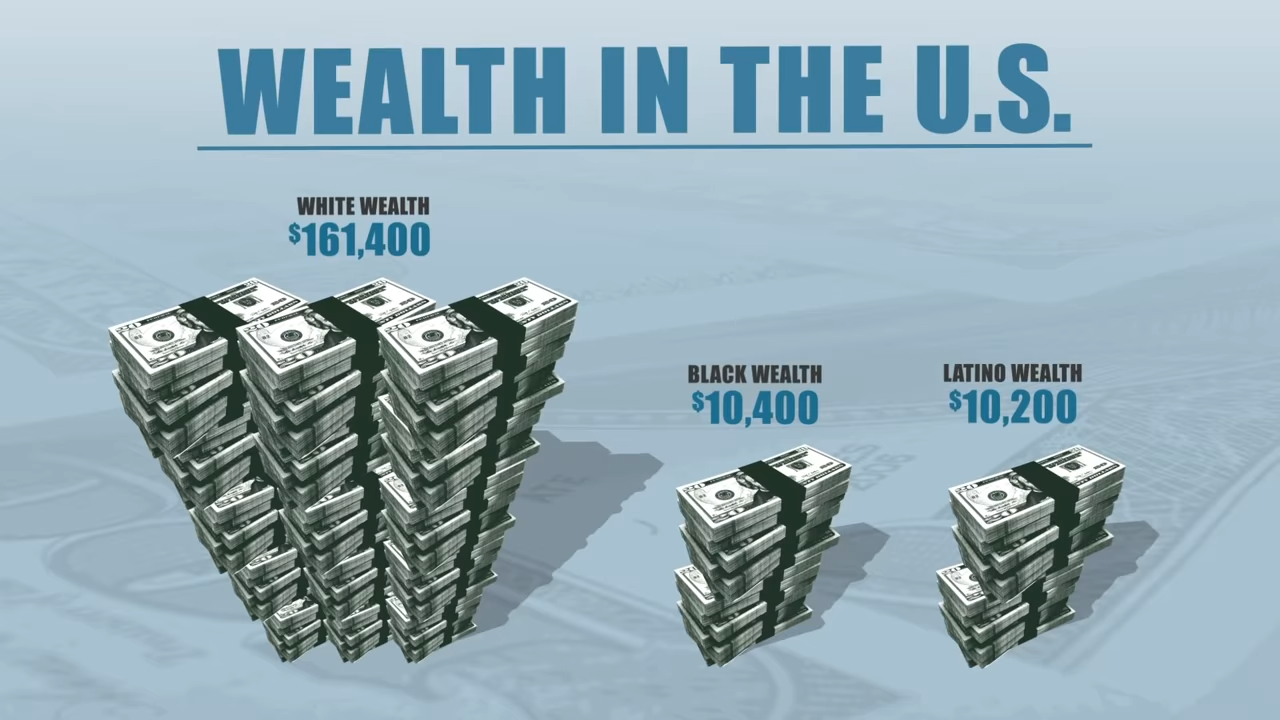 WEALTH IN THE U.S.
WHITE WEALTH
$161,400
BLACK WEALTH
$10,400
LATINO WEALTH
$10,200